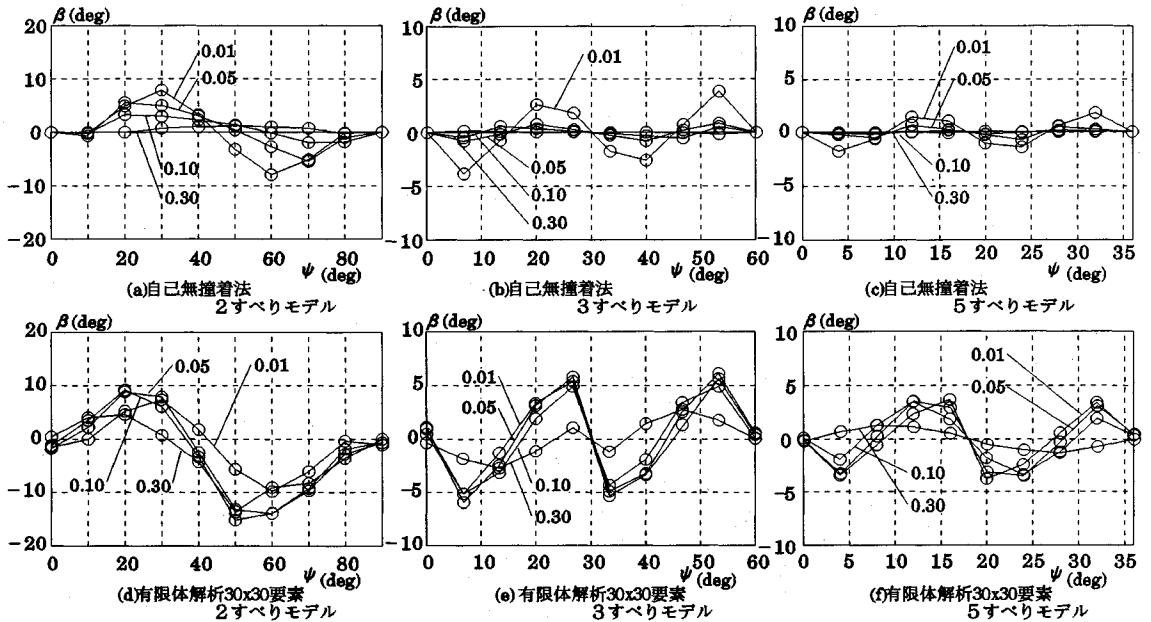 β(deg)
20
10
0
−10
−20
0.01
0.05
0.10
0.30
0 20 40 60 80
ψ (deg)
(a)自己無撞着法
2すべりモデル
β(deg)
10
5
0
−5
−10
0.01
0.05
0.10
0.30
0 10 20 30 40 50 60
ψ (deg)
(b)自己無撞着法
3すべりモデル
β(deg)
10
5
0
−5
−10
0.01
0.05
0.10
0.30
0 5 10 15 20 25 30 35
ψ (deg)
(c)自己無撞着法
5すべりモデル
β(deg)
20
10
0
−10
−20
0.05
0.01
0.10
0.30
0 20 40 60 80
ψ (deg)
(d)有限体解析30x30要素
2すべりモデル
β(deg)
10
5
0
−5
10
0.01
0.05
0.10
0.30
0 10 20 30 40 50 60
ψ (deg)
(e)有限体解析30x30要素
3すべりモデル
β(deg)
10
5
0
−5
−10
0.01
0.05
0.10
0.30
0 5 10 15 20 25 30 35
ψ (deg)
(f)有限体解析30x30要素
5すべりモデル